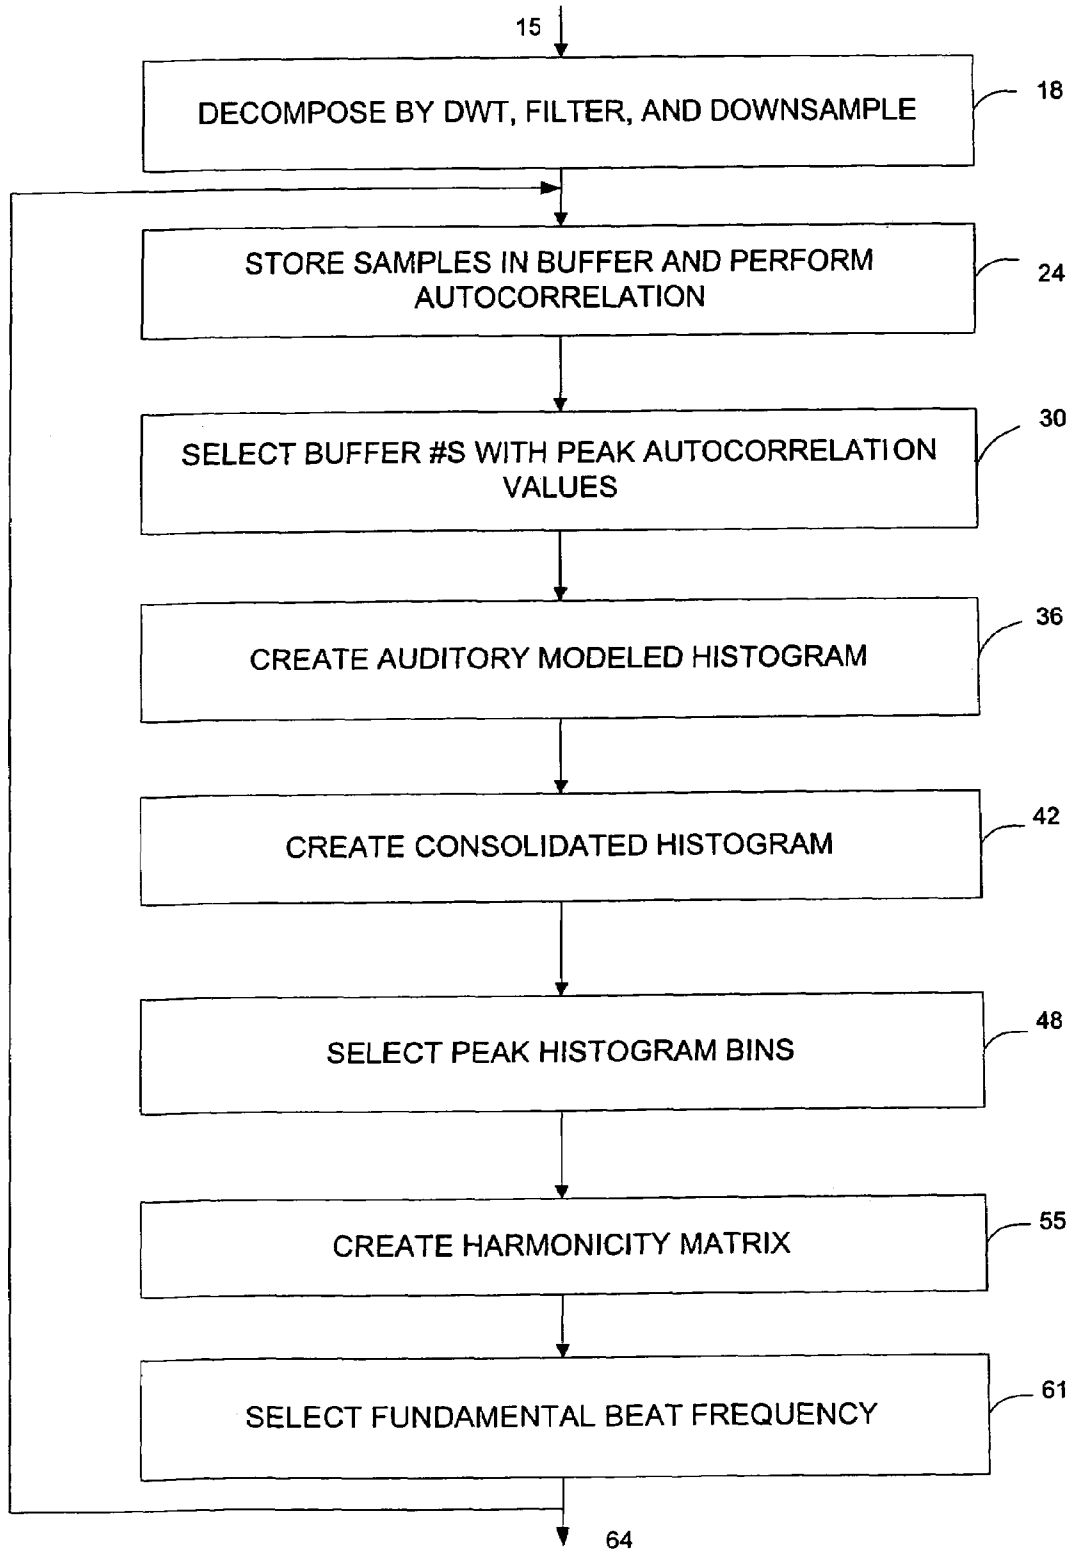 15
DECOMPOSE BY DWT, FILTER, AND DOWNSAMPLE
18
STORE SAMPLES IN BUFFER AND PERFORM
AUTOCORRELATION
24
SELECT BUFFER #S WITH PEAK AUTOCORRELATION
VALUES
30
CREATE AUDITORY MODELED HISTOGRAM
36
CREATE CONSOLIDATED HISTOGRAM
42
SELECT PEAK HISTOGRAM BINS
48
CREATE HARMONICITY MATRIX
55
SELECT FUNDAMENTAL BEAT FREQUENCY
61
64